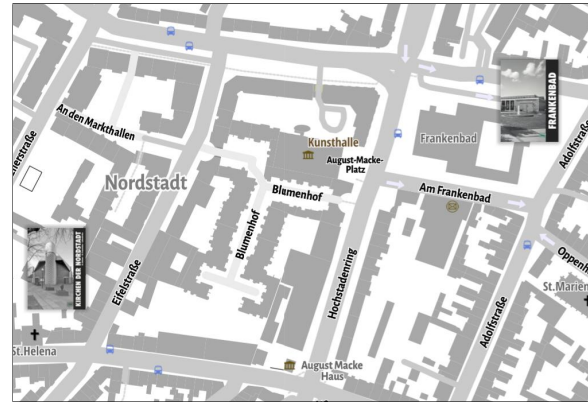 FRANKENBAD
An den Markthallen
Kunsthalle
Frankenbad
August-Macke-
Platz
Adolfstraße
Nordstadt
Blumenhof
Am Frankenbad
Blumenhof
Hochstadenring
Eifelstraße
KIRCHEN DER NORDSTADT
St.Marien
Adolfstraße
St.Helena
August Macke
Haus